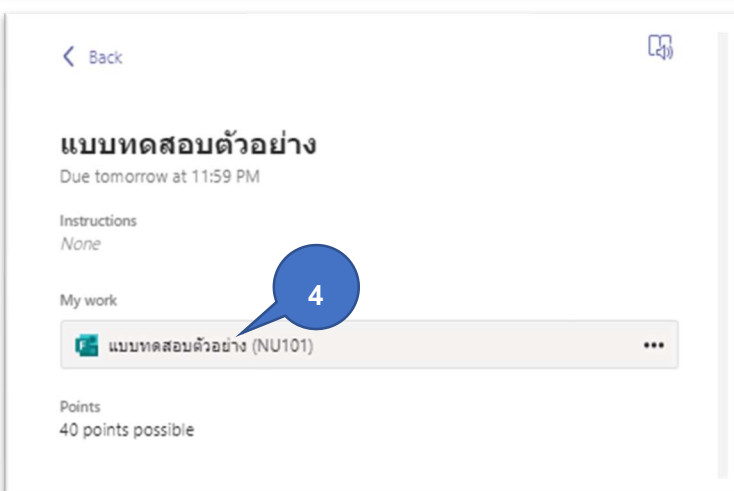 Back
แบบทดสอบตัวอย่าง
Due tomorrow at 11:59 PM
Instructions
None
4
My work
แบบทดสอบตัวอย่าง (NU101)
Points
40 points possible